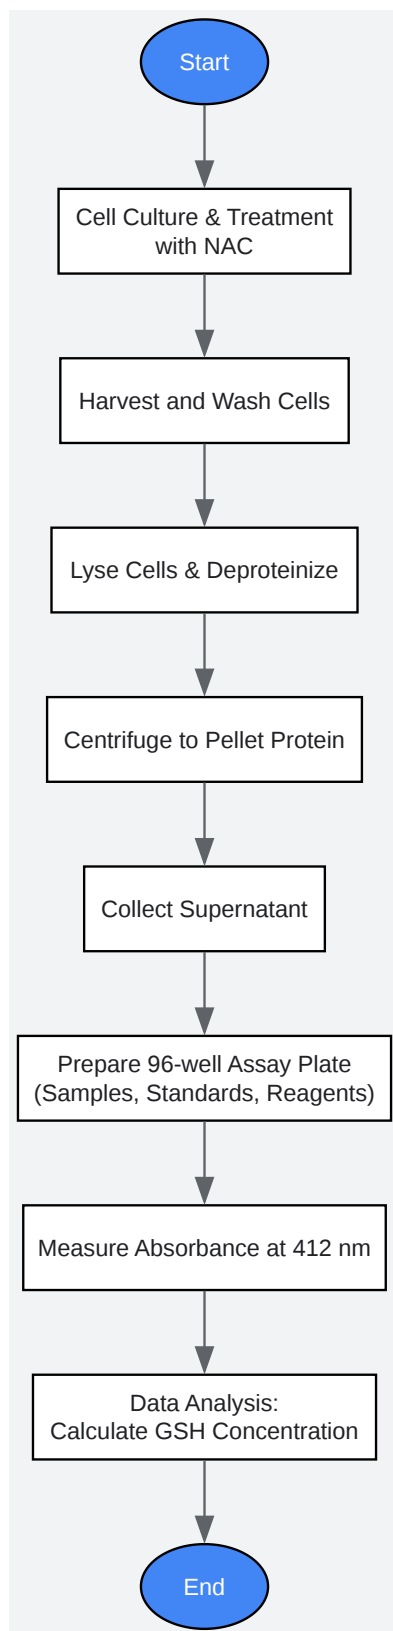 Start
Cell Culture & Treatment
with NAC
Harvest and Wash Cells
Lyse Cells & Deproteinize
Centrifuge to Pellet Protein
Collect Supernatant
Prepare 96-well Assay Plate
(Samples, Standards, Reagents)
Measure Absorbance at 412 nm
Data Analysis:
Calculate GSH Concentration
End